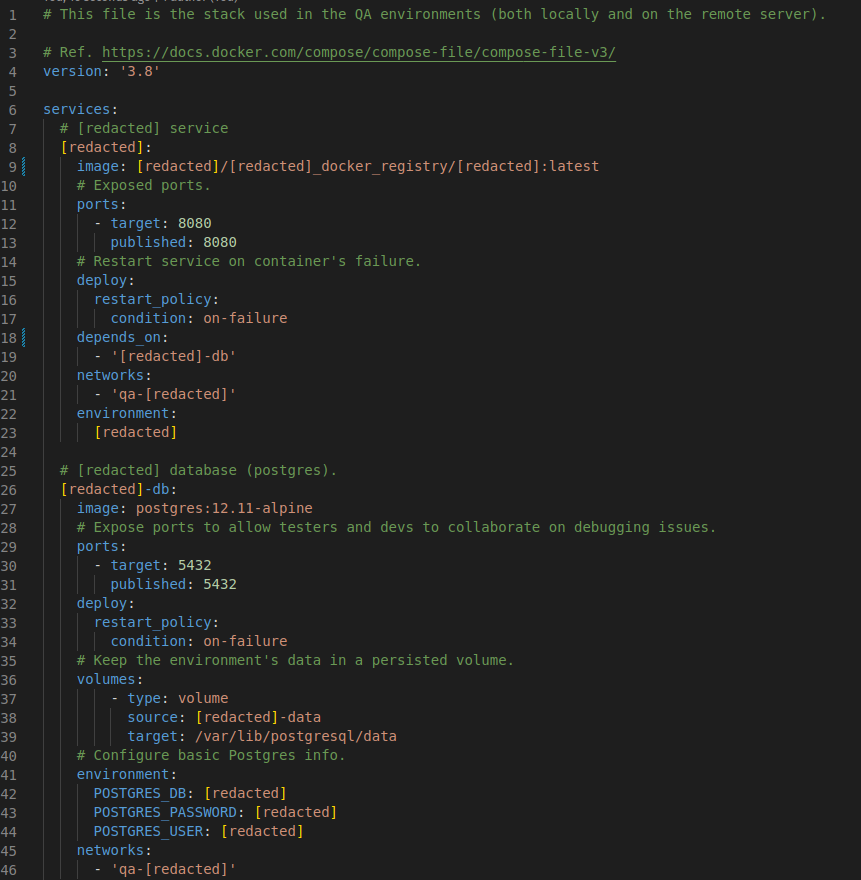 1 # This file is the stack used in the QA environments (both locally and on the remote server).
2
3 # Ref. https://docs.docker.com/compose/compose-file/compose-file-v3/
4 version: '3.8'
5
6 services:
7   # [redacted] service
8   [redacted]:
9     image: [redacted]/[redacted]_docker_registry/[redacted]:latest
10     # Exposed ports.
11     ports:
12       - target: 8080
13         published: 8080
14     # Restart service on container's failure.
15     deploy:
16       restart_policy:
17         condition: on-failure
18     depends_on:
19       - '[redacted]-db'
20     networks:
21       - 'qa-[redacted]'
22     environment:
23       [redacted]
24
25   # [redacted] database (postgres).
26   [redacted]-db:
27     image: postgres:12.11-alpine
28     # Expose ports to allow testers and devs to collaborate on debugging issues.
29     ports:
30       - target: 5432
31         published: 5432
32     deploy:
33       restart_policy:
34         condition: on-failure
35     # Keep the environment's data in a persisted volume.
36     volumes:
37         - type: volume
38           source: [redacted]-data
39           target: /var/lib/postgresql/data
40     # Configure basic Postgres info.
41     environment:
42       POSTGRES_DB: [redacted]
43       POSTGRES_PASSWORD: [redacted]
44       POSTGRES_USER: [redacted]
45     networks:
46       - 'qa-[redacted]'